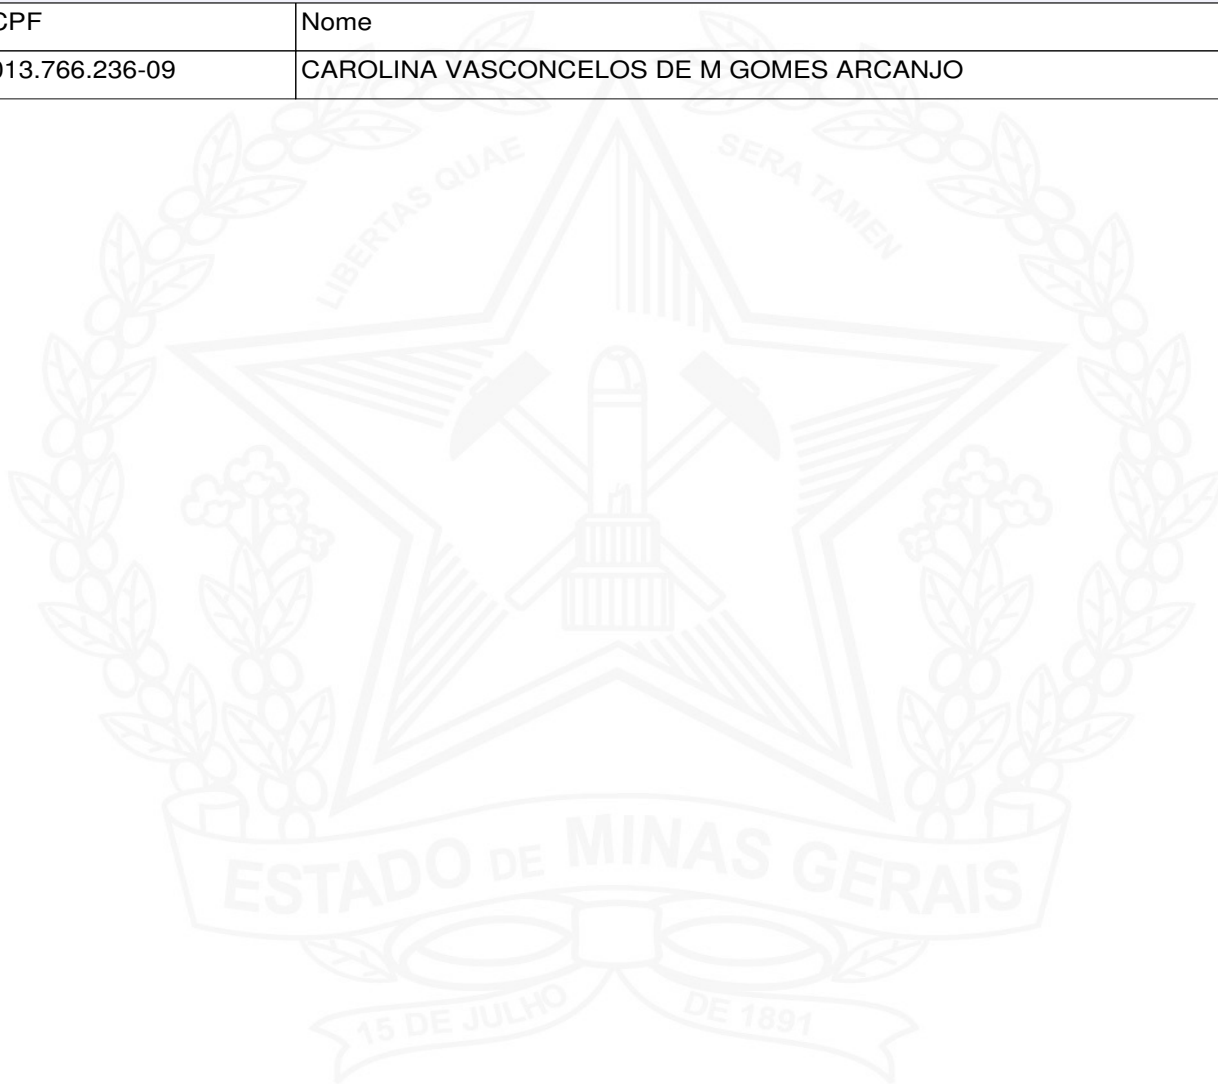 CPF Nome
013.766.236-09 CAROLINA VASCONCELOS DE M GOMES ARCANJO
LIBERTAS QUAE SERA TAMEN
ESTADO DE MINAS GERAIS
15 DE JULHO DE 1891